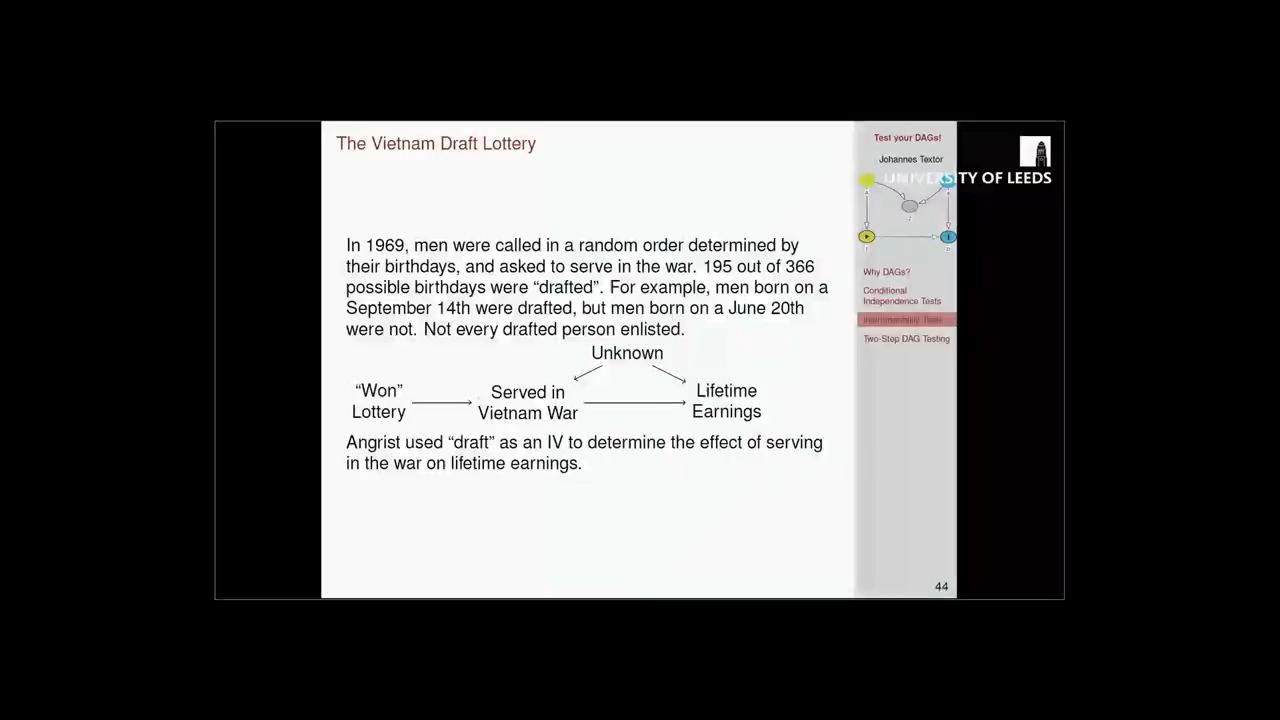 The Vietnam Draft Lottery
In 1969, men were called in a random order determined by
their birthdays, and asked to serve in the war. 195 out of 366
possible birthdays were “drafted”. For example, men born on a
September 14th were drafted, but men born on a June 20th
were not. Not every drafted person enlisted.
Unknown
“Won”
Lottery
Served in
Vietnam War
Lifetime
Earnings
Angrist used “draft” as an IV to determine the effect of serving
in the war on lifetime earnings.
Test your DAGs!
Johannes Textor
UNIVERSITY OF LEEDS
Why DAGs?
Conditional
Independence Tests
Two-Step DAG Testing
44